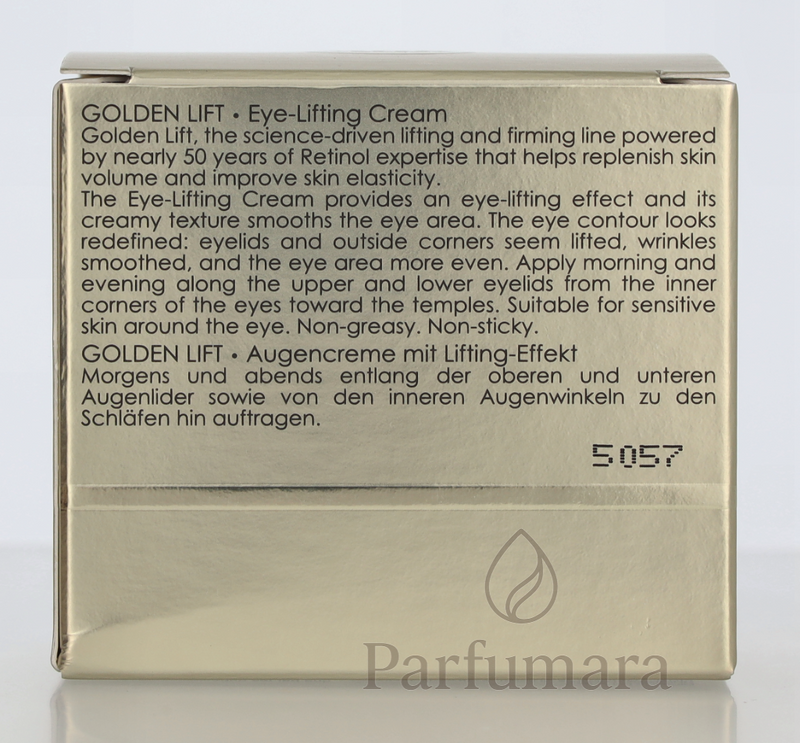 GOLDEN LIFT • Eye-Lifting Cream
Golden Lift, the science-driven lifting and firming line powered
by nearly 50 years of Retinol expertise that helps replenish skin
volume and improve skin elasticity.
The Eye-Lifting Cream provides an eye-lifting effect and its
creamy texture smooths the eye area. The eye contour looks
redefined: eyelids and outside corners seem lifted, wrinkles
smoothed, and the eye area more even. Apply morning and
evening along the upper and lower eyelids from the inner
corners of the eyes toward the temples. Suitable for sensitive
skin around the eye. Non-greasy. Non-sticky.
GOLDEN LIFT • Augencreme mit Lifting-Effekt
Morgens und abends entlang der oberen und unteren
Augenlider sowie von den inneren Augenwinkeln zu den
Schläfen hin auftragen.
5057
Parfumara